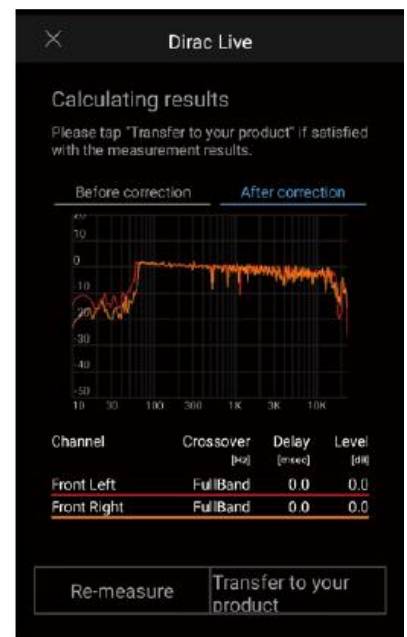 Dirac Live
Calculating results
Please tap "Transfer to your product" if satisfied
with the measurement results.
Before correction After correction
10
0
-10
-20
-30
-40
-50
10 30 100 300 1K 3K 10K
Channel Crossover Delay Level
[Hz] [msec] [dB]
Front Left FullBand 0.0 0.0
Front Right FullBand 0.0 0.0
Re-measure Transfer to your
product